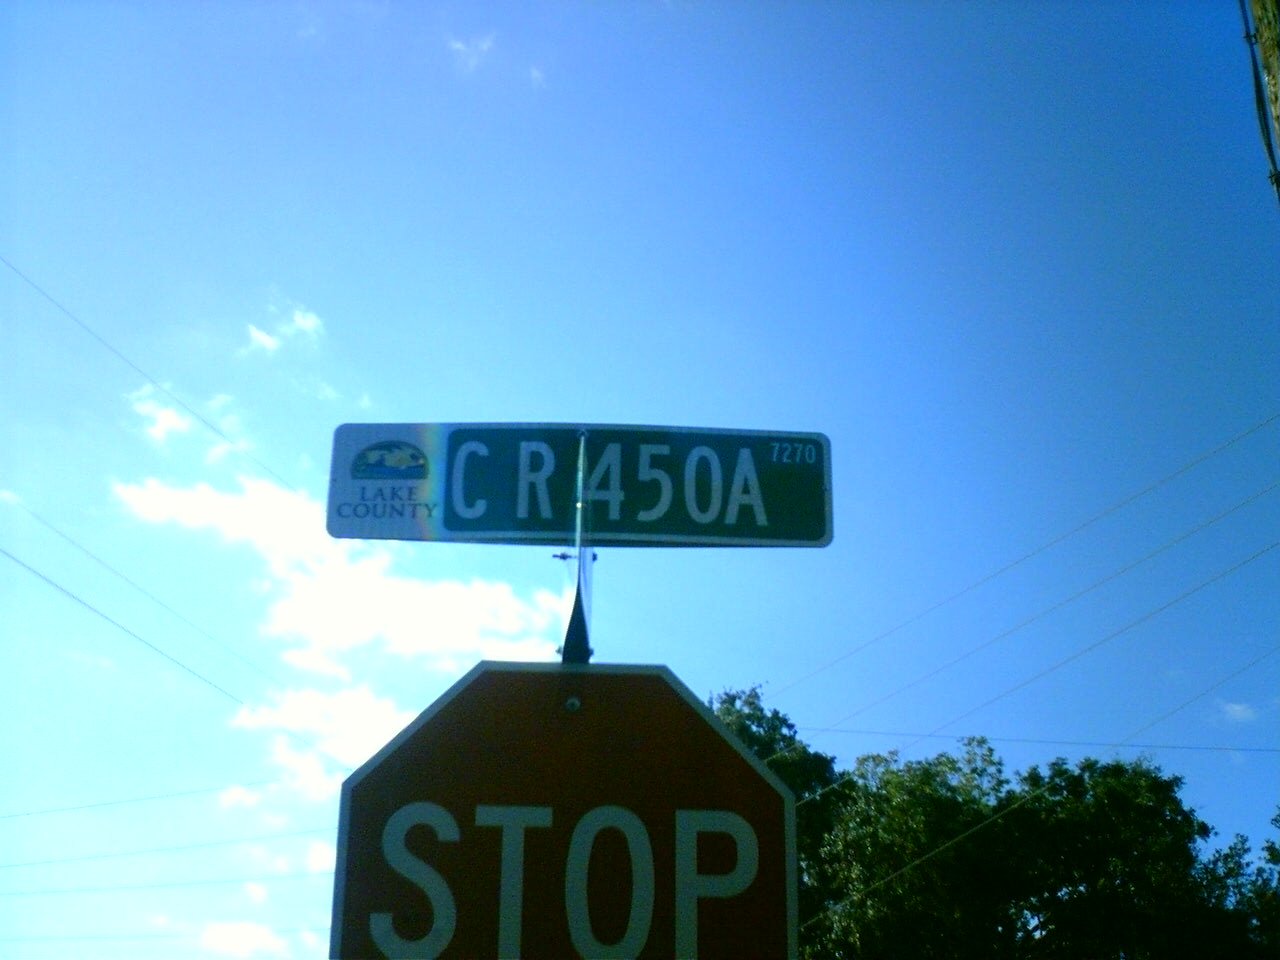 LAKE
COUNTY
C R 450A
7270
STOP